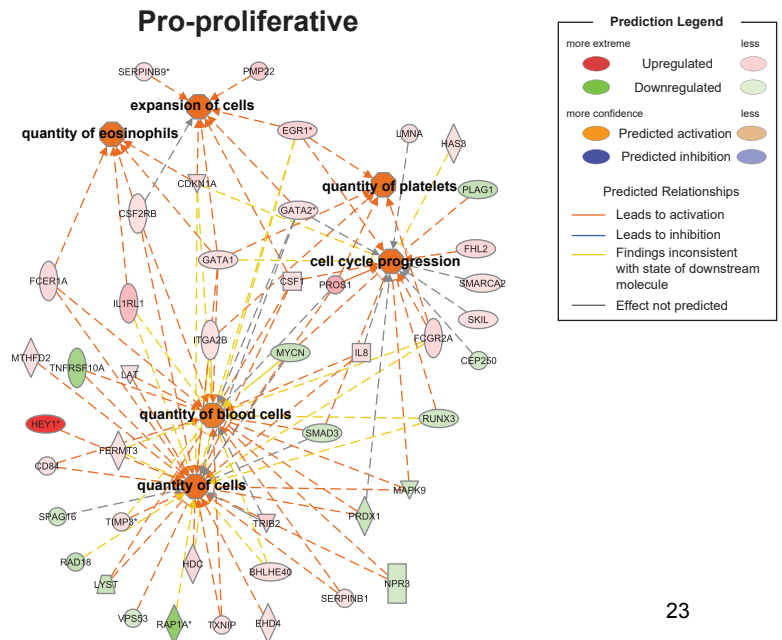 Pro-proliferative
SERPINB9*
PMP22
expansion of cells
quantity of eosinophils
EGR1*
LMNA
HAS3
CDKN1A
quantity of platelets
PLAG1
CSF2RB
GATA2*
GATA1
cell cycle progression
FHL2
FCER1A
CSF1
PROS1
SMARCA2
IL1RL1
SKIL
ITGA2B
FCGR2A
MTHFD2
TNFRSF10A
LAT
MYCN
IL8
CEP250
quantity of blood cells
HEY1*
RUNX3
SMAD3
FERMT3
CD84
quantity of cells
MAPK9
SPAG16
TIMP3*
TRIB2
PRDX1
RAD18
HDC
BHLHE40
LYST
NPR3
SERPINB1
VPS53
RAP1A*
TXNIP
EHD4
Prediction Legend
more extreme less
Upregulated
Downregulated
more confidence less
Predicted activation
Predicted inhibition
Predicted Relationships
Leads to activation
Leads to inhibition
Findings inconsistent
with state of downstream
molecule
Effect not predicted
23